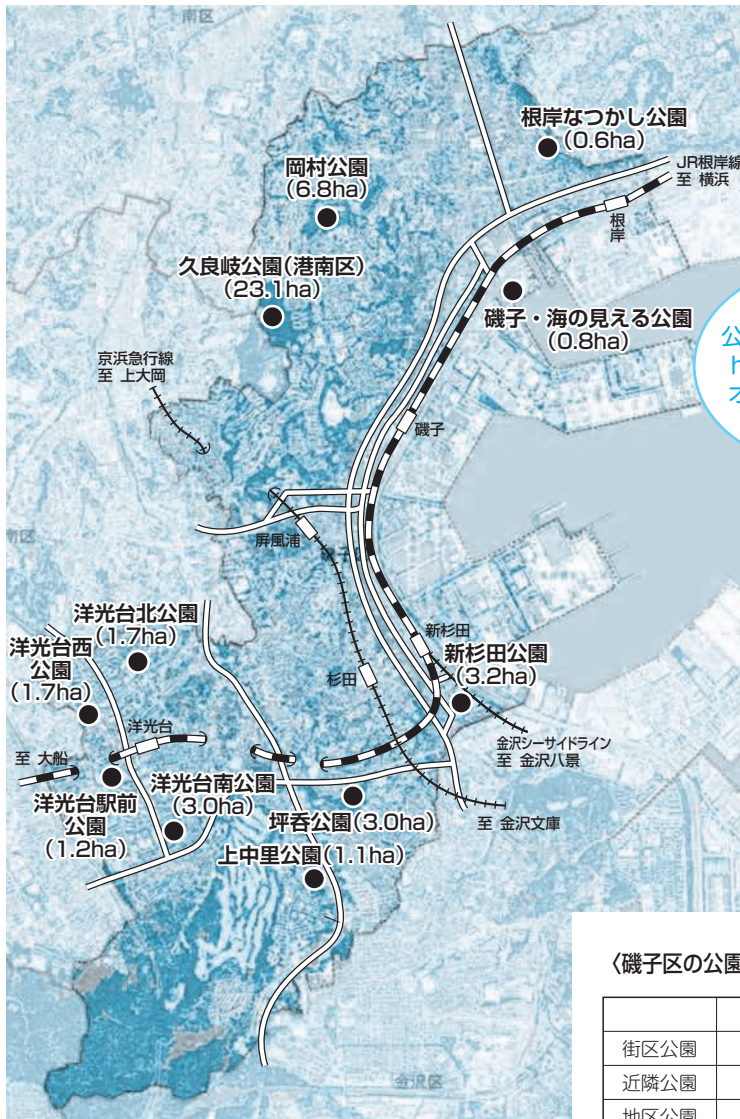 南区
根岸なつかし公園
(0.6ha)
岡村公園
(6.8ha)
JR根岸線
至 横浜
根岸
久良岐公園(港南区)
(23.1ha)
磯子・海の見える公園
(0.8ha)
京浜急行線
至 上大岡
磯子
屏風浦
洋光台北公園
(1.7ha)
洋光台西
公園
(1.7ha)
新杉田
新杉田公園
(3.2ha)
杉田
洋光台
至 大船
金沢シーサイドライン
至 金沢八景
洋光台駅前
公園
(1.2ha)
洋光台南公園
(3.0ha)
坪呑公園(3.0ha)
至 金沢文庫
上中里公園(1.1ha)
金沢区
〈磯子区の公園
街区公園
近隣公園
地区公園